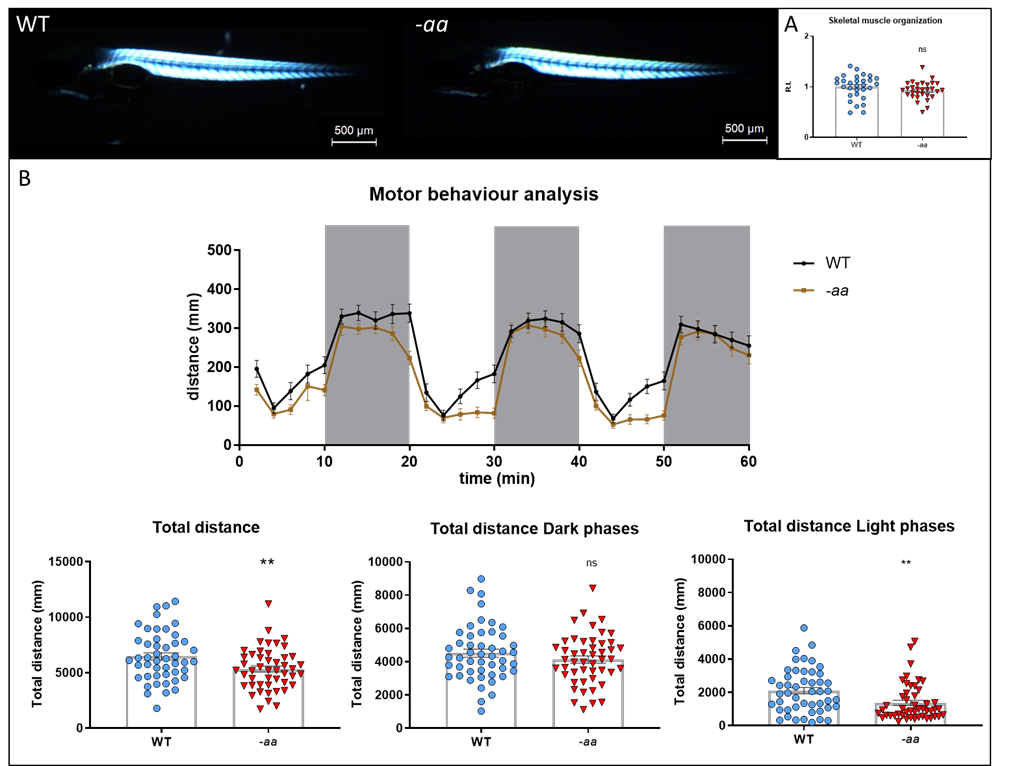 WT
-aa
500 µm
500 µm
A
Skeletal muscle organization
ns
2
1
0
R.I.
WT
-aa
B
Motor behaviour analysis
500
400
300
200
100
0
distance (mm)
0 10 20 30 40 50 60
time (min)
WT
-aa
Total distance
**
15000
10000
5000
0
Total distance (mm)
WT -aa
Total distance Dark phases
ns
10000
8000
6000
4000
2000
0
Total distance (mm)
WT -aa
Total distance Light phases
**
10000
8000
6000
4000
2000
0
Total distance (mm)
WT -aa